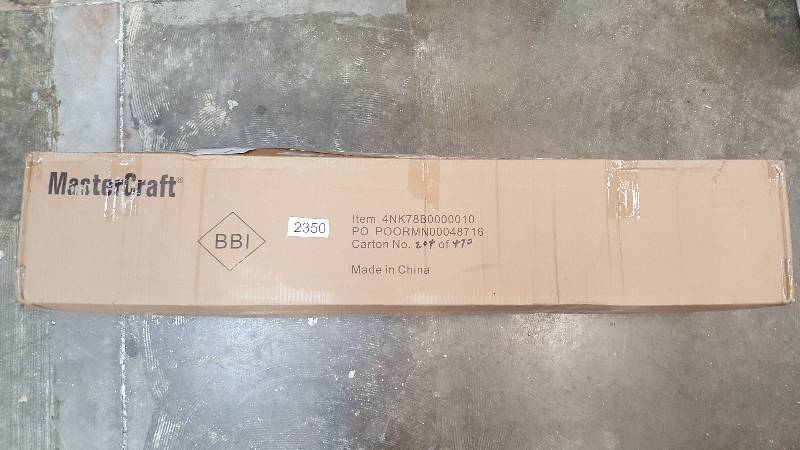 MasterCraft®
BBI
2350
Item 4NK78B0000010
PO POORMN00048716
Carton No. 204 of 470
Made in China